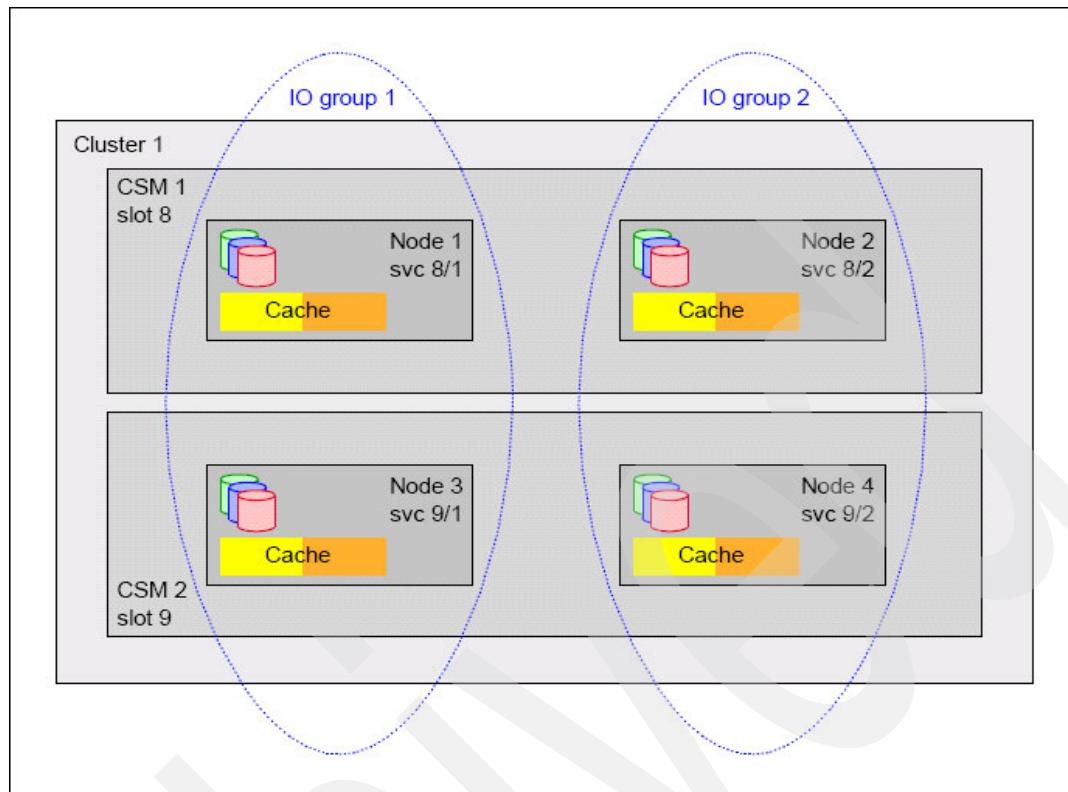 IO group 1
IO group 2
Cluster 1
CSM 1
slot 8
Node 1
svc 8/1
Cache
Node 2
svc 8/2
Cache
Node 3
svc 9/1
Cache
Node 4
svc 9/2
Cache
CSM 2
slot 9